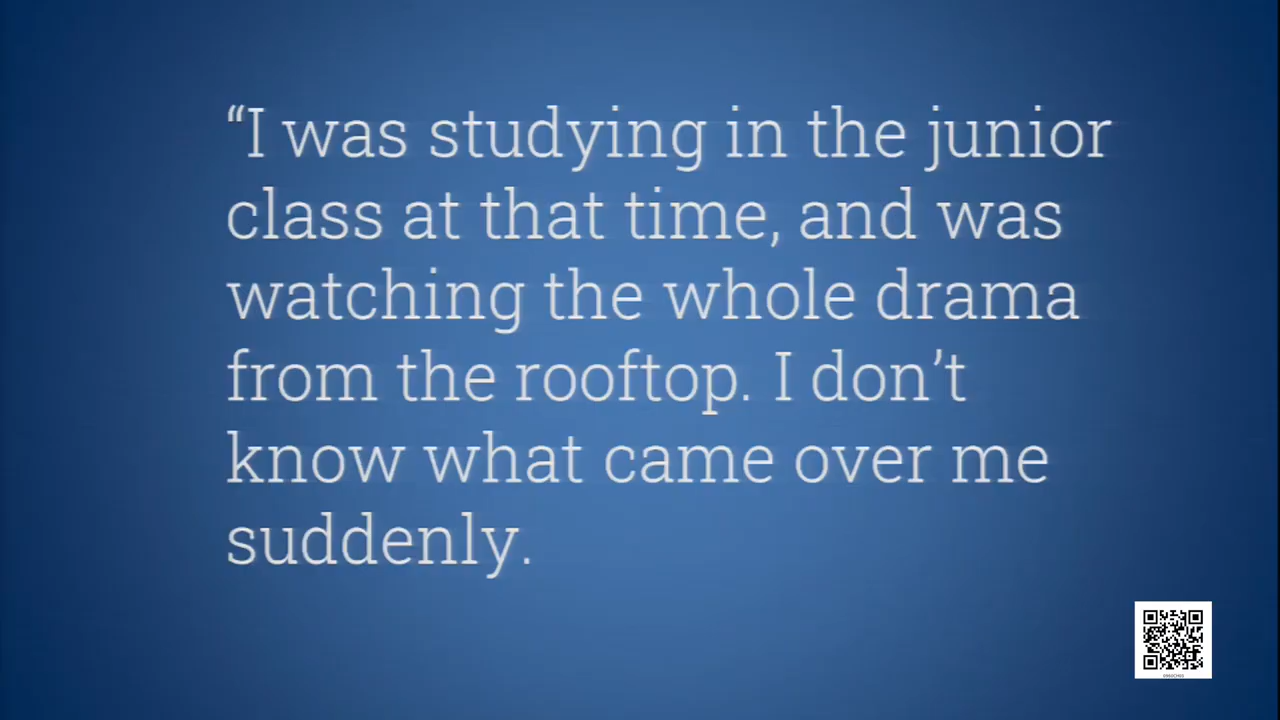 “I was studying in the junior
class at that time, and was
watching the whole drama
from the rooftop. I don’t
know what came over me
suddenly.